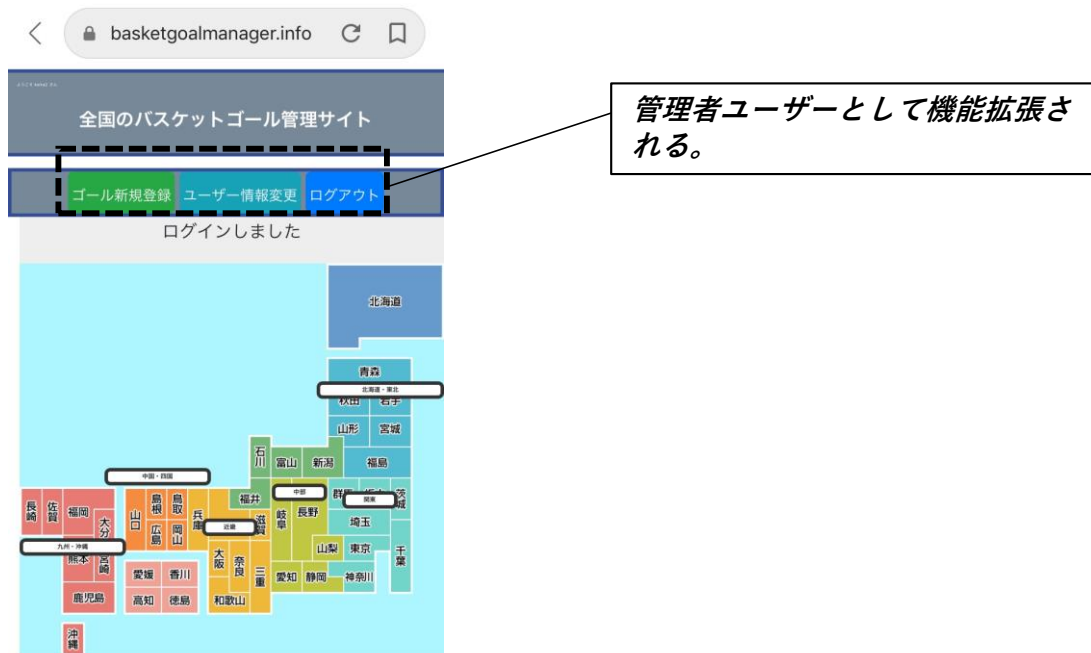 basketgoalmanager.info
全国のバスケットゴール管理サイト
管理者ユーザーとして機能拡張さ
れる。
ゴール新規登録 ユーザー情報変更 ログアウト
ログインしました
北海道
青森
北海道・東北
秋田 岩手
山形 宮城
石川 富山 新潟 福島
中国・四国
福井 中部 群馬 関東 茨城
長崎 佐賀 福岡 大分 山口 島根 鳥取 兵庫 近畿 滋賀 岐阜 長野 埼玉
広島 岡山
九州・沖縄
熊本 宮崎 大阪 奈良 三重 山梨 東京 千葉
愛媛 香川 愛知 静岡 神奈川
鹿児島 高知 徳島 和歌山
沖縄